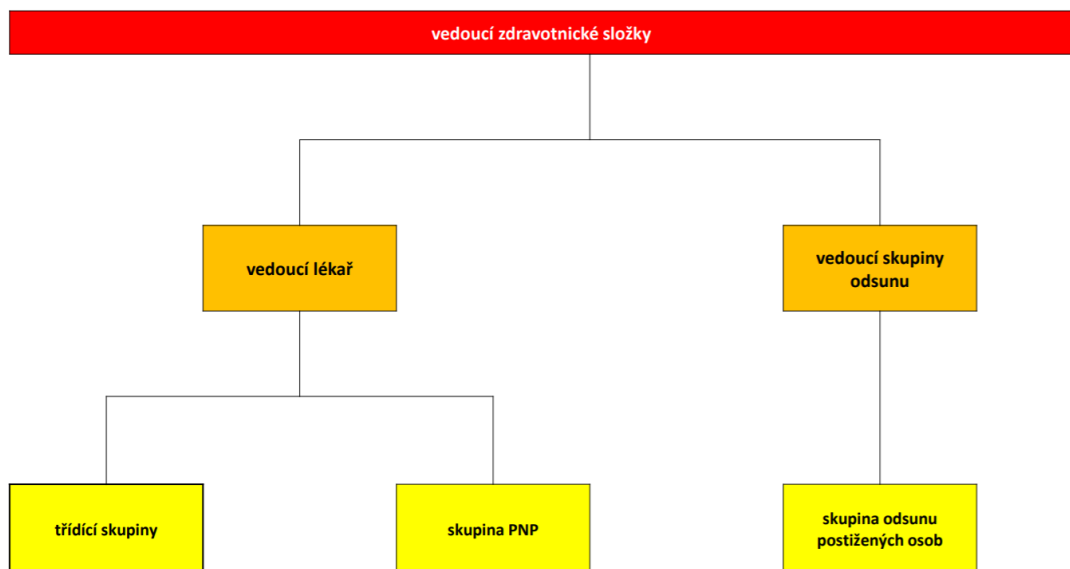 vedoucí zdravotnické složky
vedoucí lékař
vedoucí skupiny
odsunu
třídící skupiny
skupina PNP
skupina odsunu
postižených osob